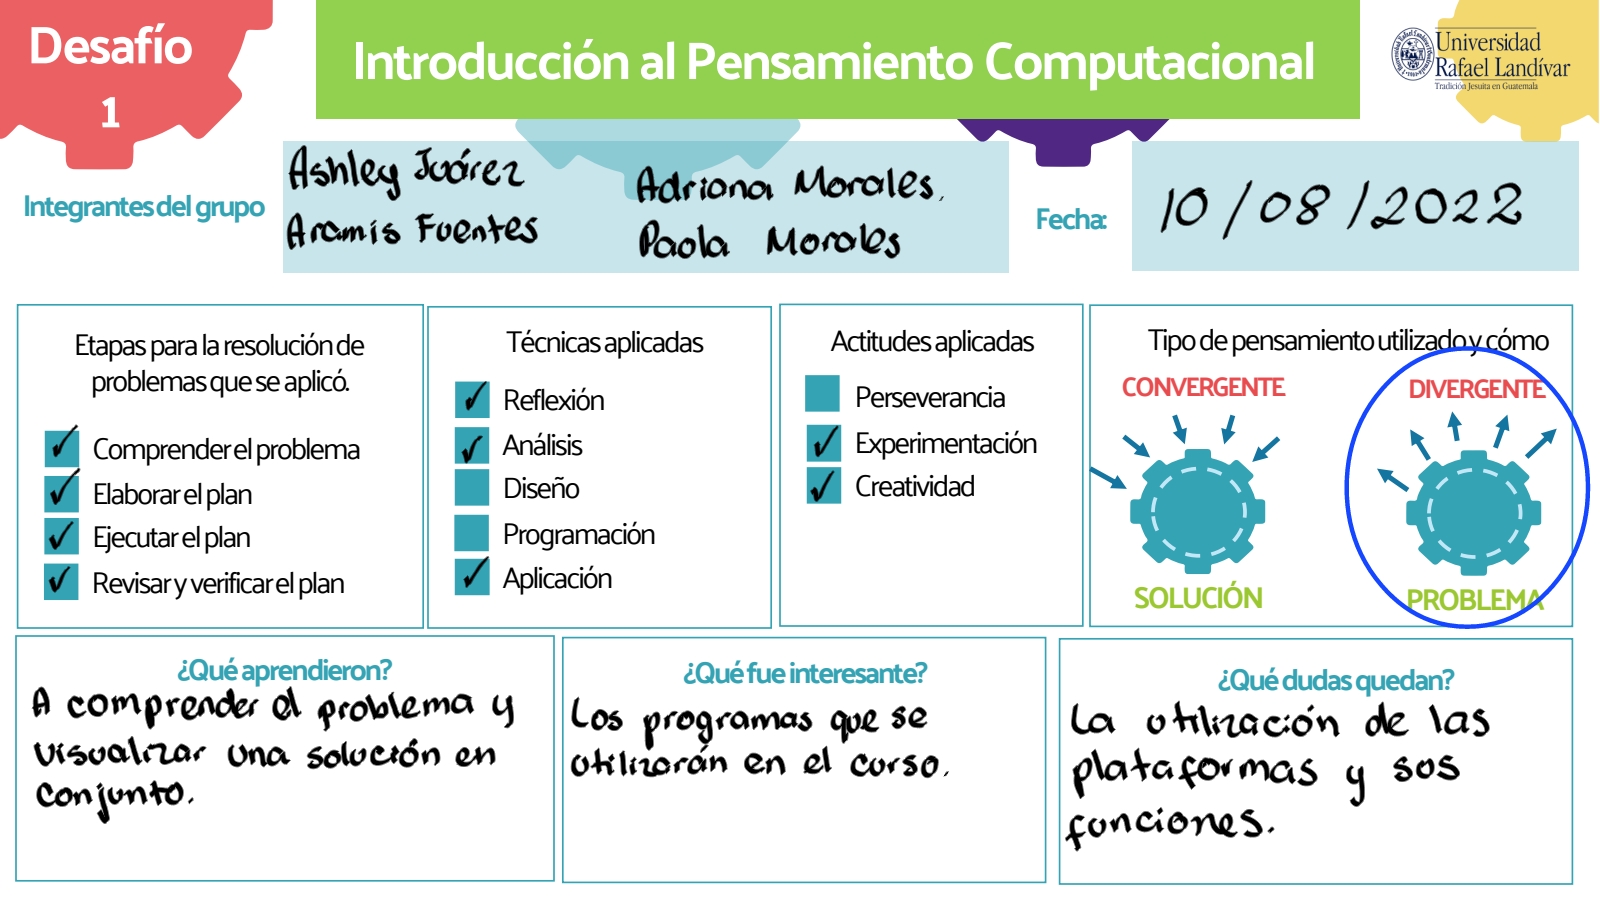 Desafío
1
Introducción al Pensamiento Computacional
Universidad
Rafael Landívar
Tradición Jesuita en Guatemala
Integrantes del grupo
Ashley Juárez
Aramís Fuentes
Adriana Morales.
Paola Morales
Fecha:
10/08/2022
Etapas para la resolución de
problemas que se aplicó.
Comprender el problema
Elaborar el plan
Ejecutar el plan
Revisar y verificar el plan
Técnicas aplicadas
Reflexión
Análisis
Diseño
Programación
Aplicación
Actitudes aplicadas
Perseverancia
Experimentación
Creatividad
Tipo de pensamiento utilizado y cómo
CONVERGENTE
SOLUCIÓN
DIVERGENTE
PROBLEMA
¿Qué aprendieron?
A comprender el problema y
visualizar una solución en
conjunto.
¿Qué fue interesante?
Los programas que se
utilizarán en el curso.
¿Qué dudas quedan?
La utilización de las
plataformas y sos
funciones.